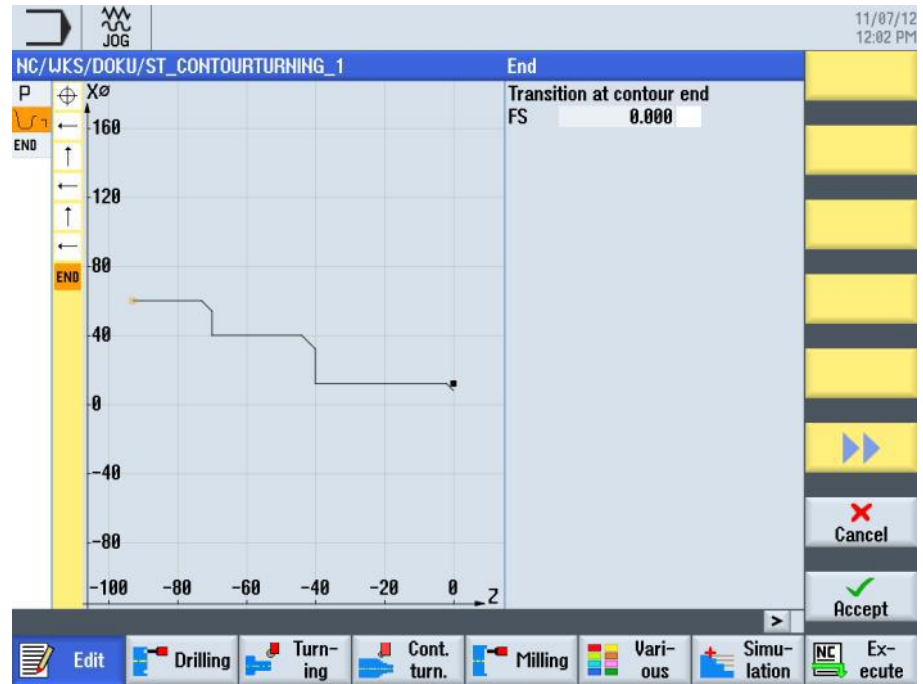 JOG
11/07/12
12:02 PM
NC/WKS/DOKU/ST_CONTOURTURNING_1
End
P
END
END
XØ
160
120
80
40
0
-40
-80
-100 -80 -60 -40 -20 0 Z
Transition at contour end
FS 0.000
Cancel
Accept
>
Edit
Drilling
Turn-
ing
Cont.
turn.
Milling
Vari-
ous
Simu-
lation
NC
Ex-
ecute